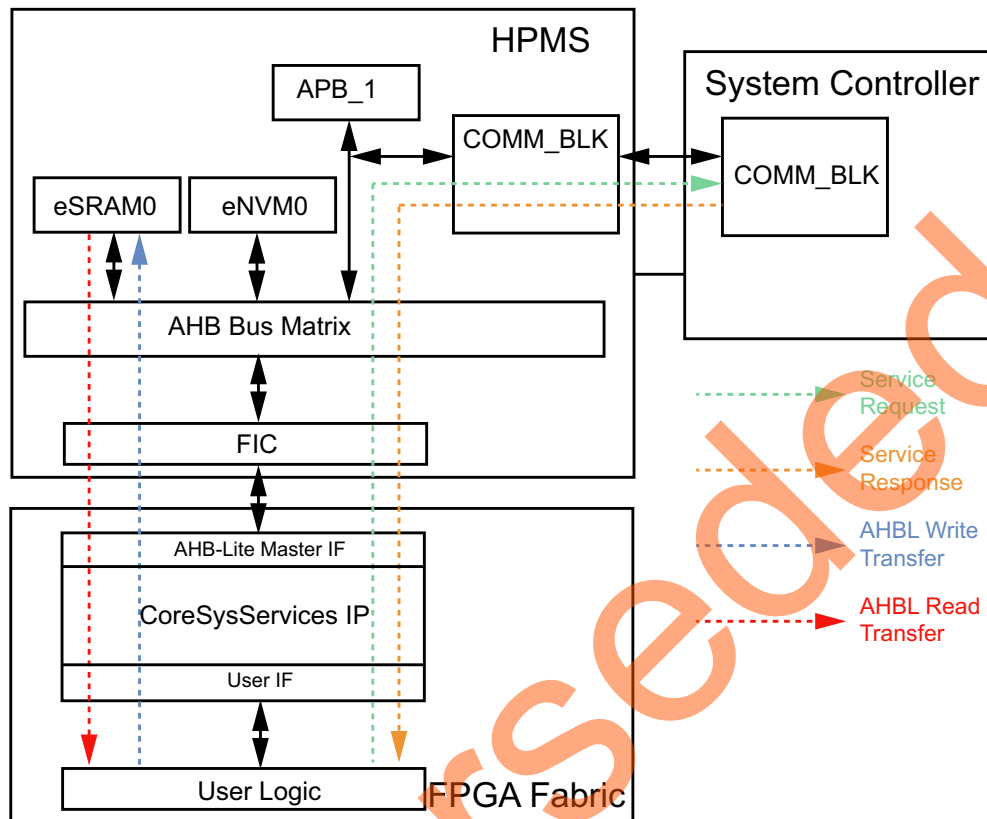 HPMS
System Controller
APB_1
COMM_BLK
COMM_BLK
eSRAM0
eNVM0
AHB Bus Matrix
FIC
Service
Request
Service
Response
AHBL Write
Transfer
AHBL Read
Transfer
AHB-Lite Master IF
CoreSysServices IP
User IF
User Logic
FPGA Fabric
rseded